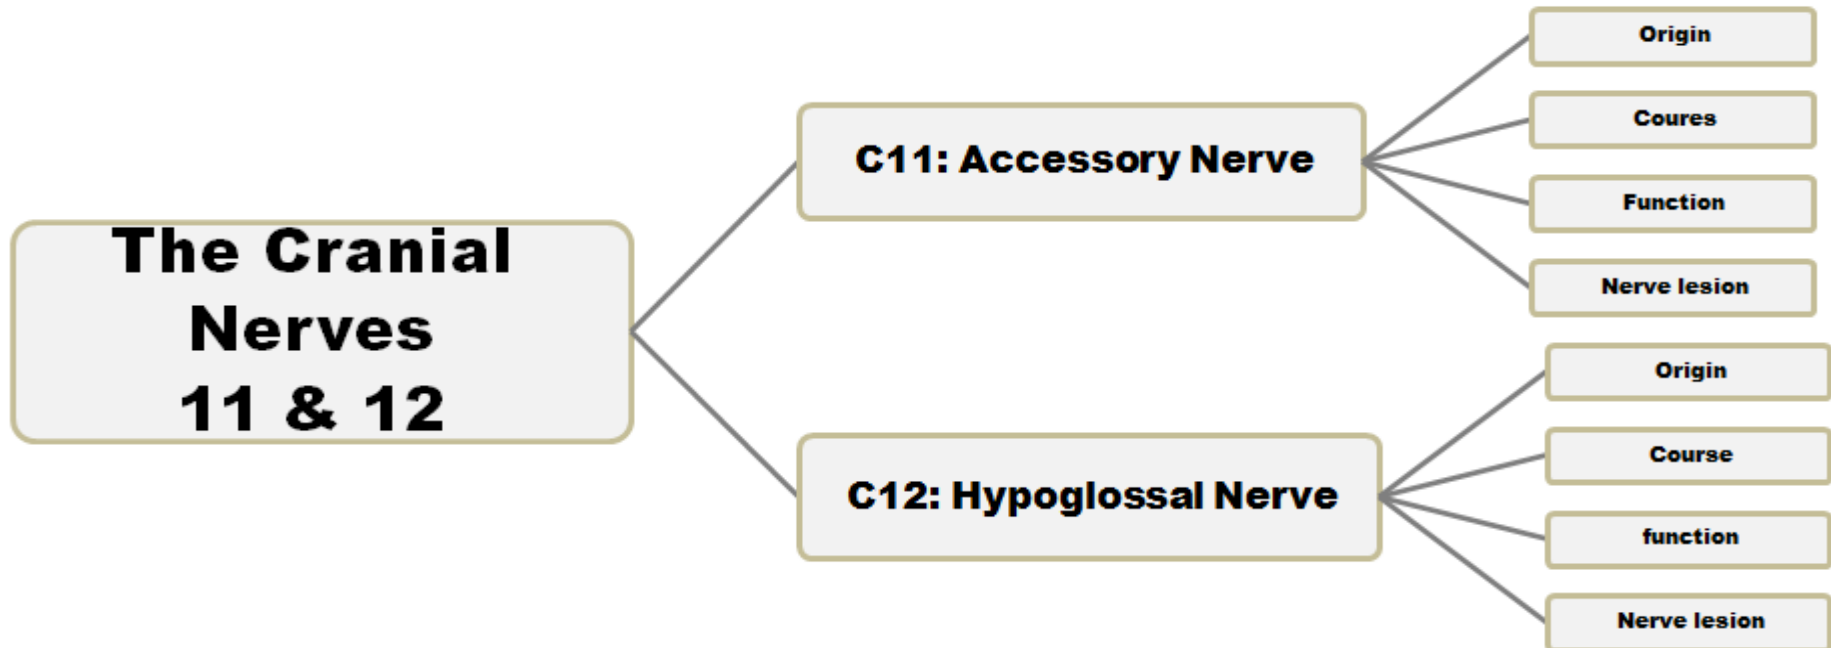 The Cranial
Nerves
11 & 12
C11: Accessory Nerve
Origin
Coures
Function
Nerve lesion
C12: Hypoglossal Nerve
Origin
Course
function
Nerve lesion